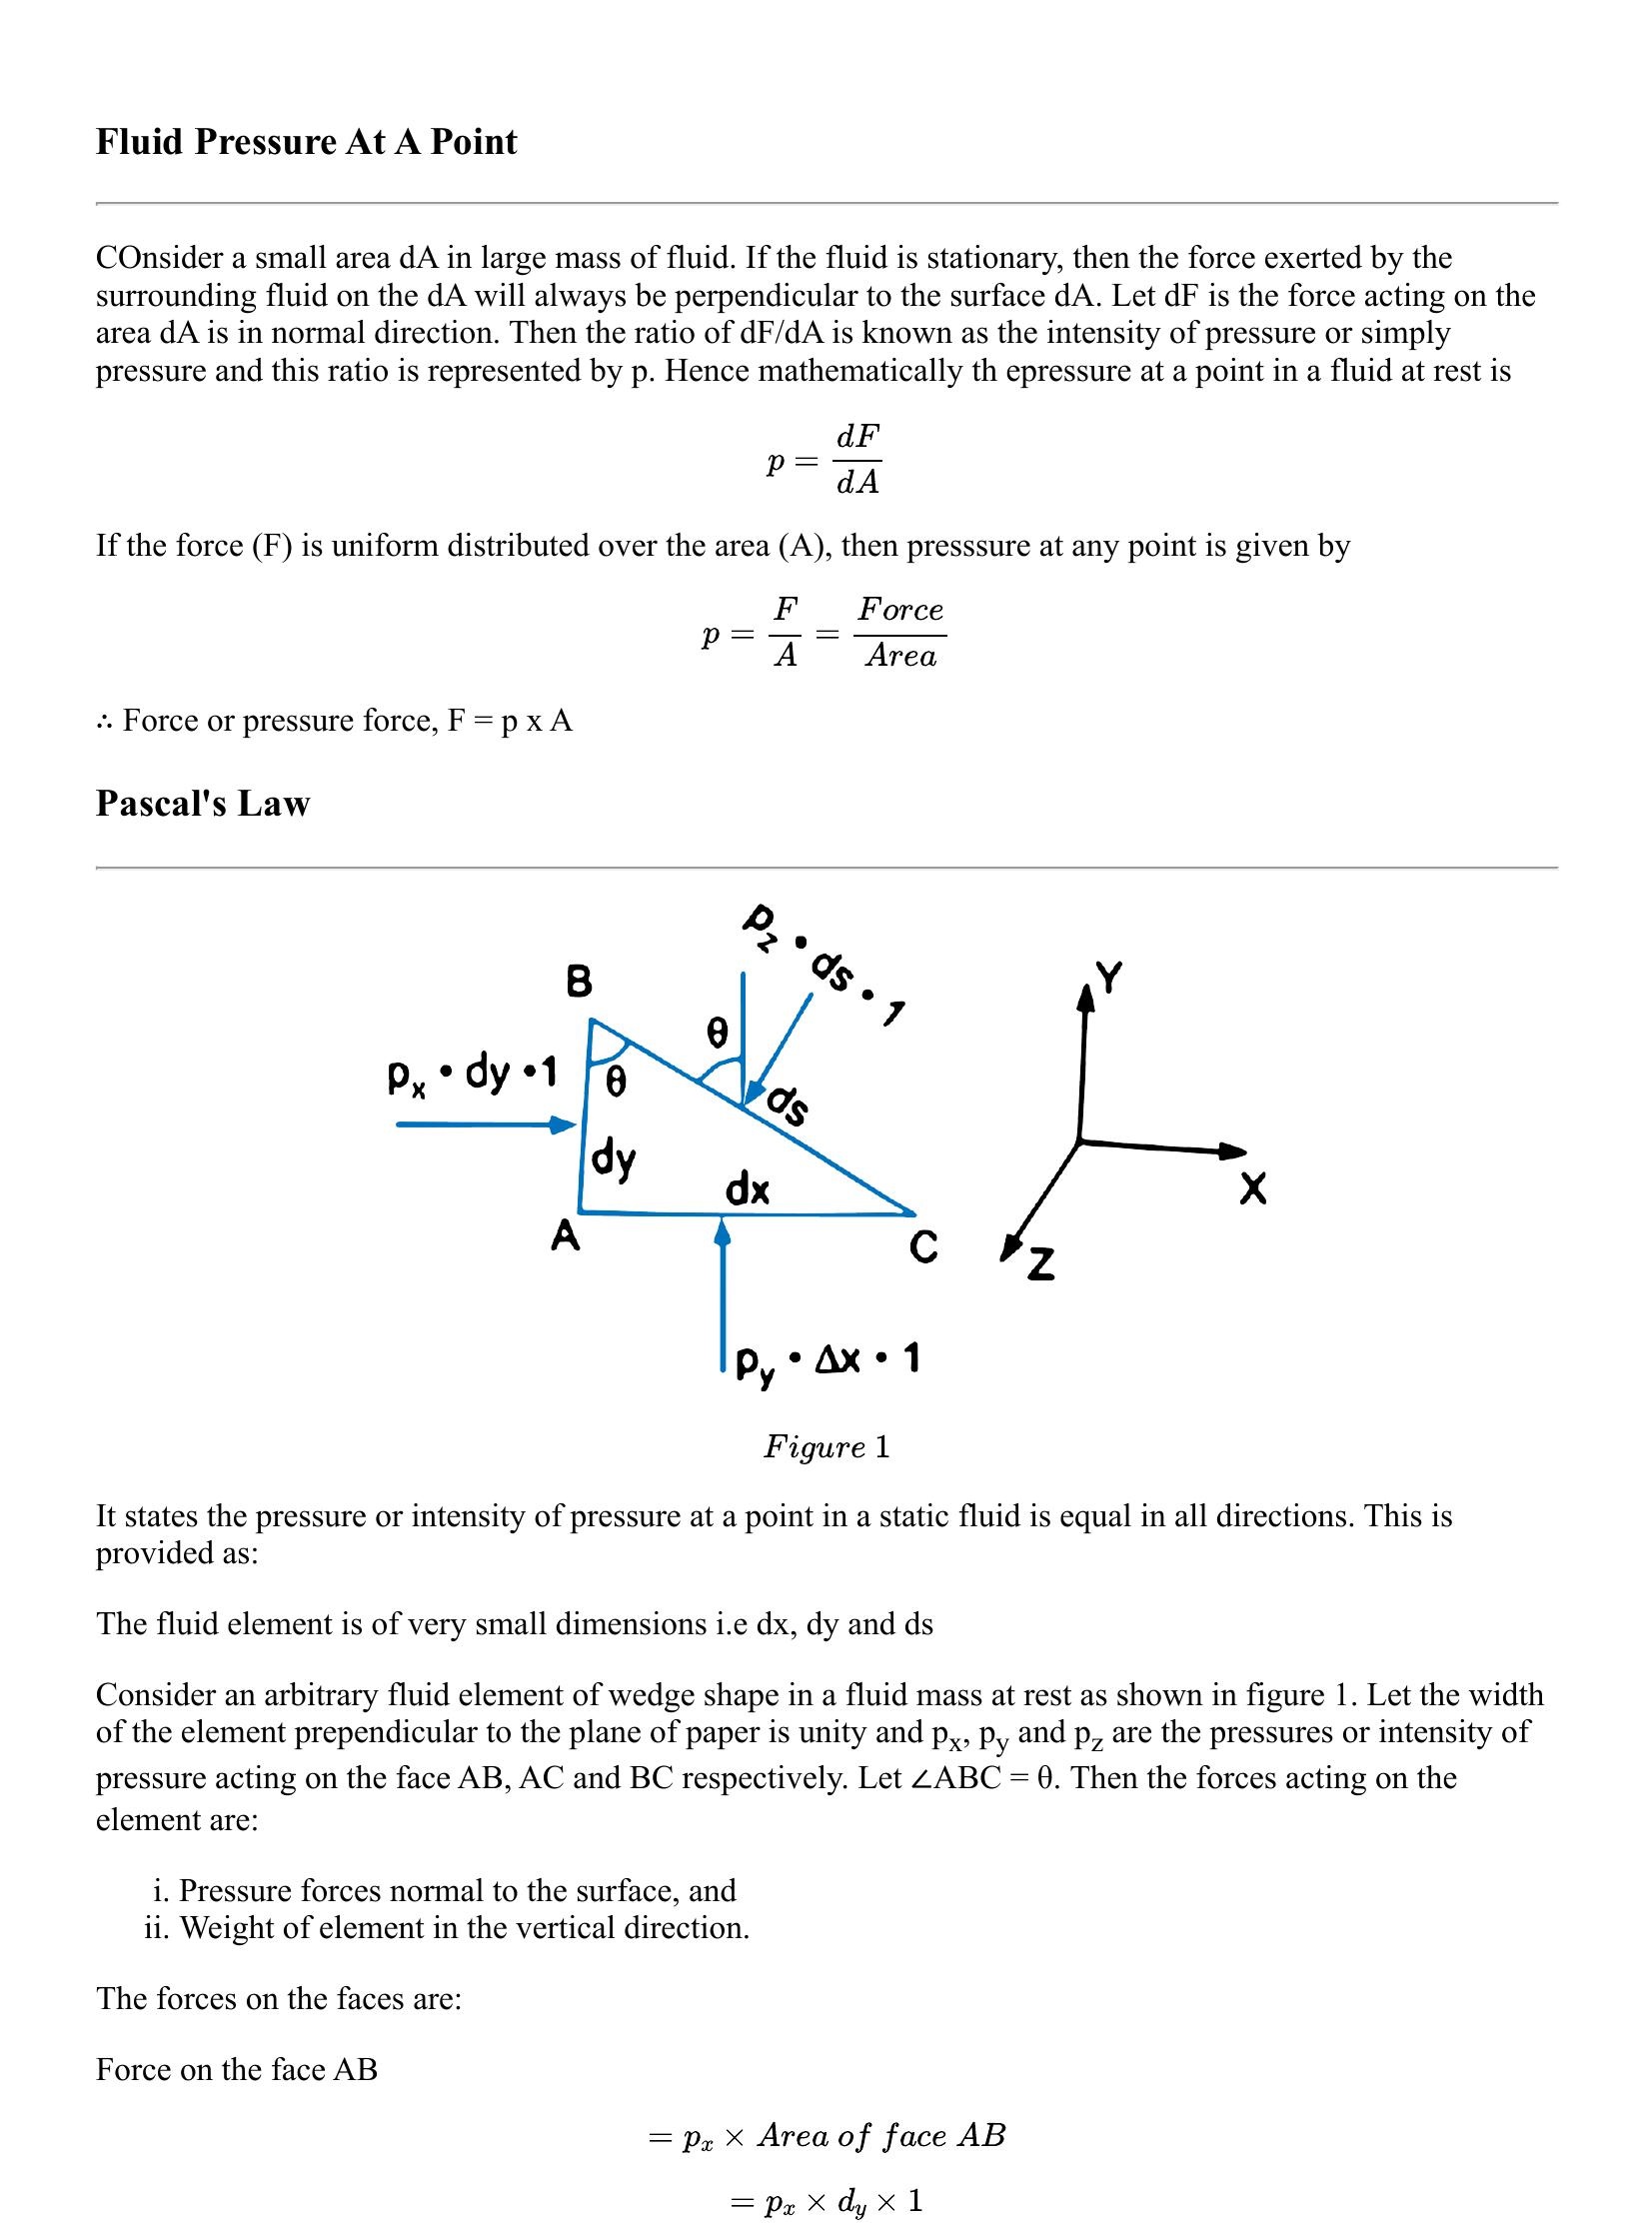 Fluid Pressure At A Point
COnsider a small area dA in large mass of fluid. If the fluid is stationary, then the force exerted by the
surrounding fluid on the dA will always be perpendicular to the surface dA. Let dF is the force acting on the
area dA is in normal direction. Then the ratio of dF/dA is known as the intensity of pressure or simply
pressure and this ratio is represented by p. Hence mathematically th epressure at a point in a fluid at rest is
p = dF/dA
If the force (F) is uniform distributed over the area (A), then presssure at any point is given by
p = F/A = Force/Area
∴ Force or pressure force, F = p x A
Pascal's Law
p_z • ds • 1
B
Y
θ
p_x • dy • 1
θ
ds
dy
dx
X
A
C
Z
p_y • Δx • 1
Figure 1
It states the pressure or intensity of pressure at a point in a static fluid is equal in all directions. This is
provided as:
The fluid element is of very small dimensions i.e dx, dy and ds
Consider an arbitrary fluid element of wedge shape in a fluid mass at rest as shown in figure 1. Let the width
of the element prependicular to the plane of paper is unity and p_x, p_y and p_z are the pressures or intensity of
pressure acting on the face AB, AC and BC respectively. Let ∠ABC = θ. Then the forces acting on the
element are:
i. Pressure forces normal to the surface, and
ii. Weight of element in the vertical direction.
The forces on the faces are:
Force on the face AB
= p_x × Area of face AB
= p_x × d_y × 1